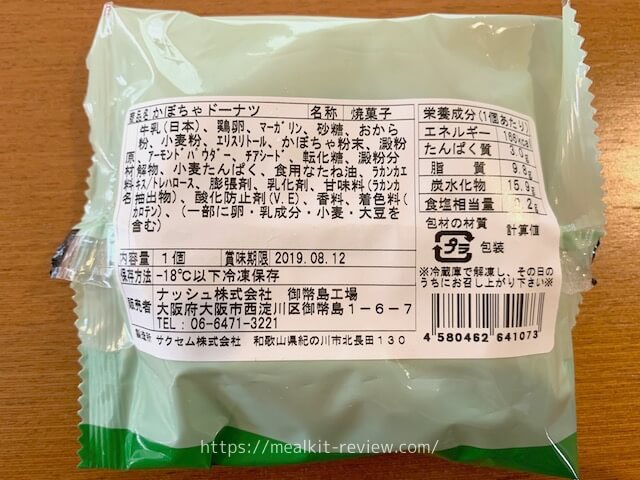 商品名 かぼちゃドーナツ 名称 焼菓子
牛乳(日本)、鶏卵、マーガリン、砂糖、おから
粉、小麦粉、エリスリトール、かぼちゃ粉末、澱粉
原 、アーモンドパウダー、チアシード、転化糖、澱粉分
材 解物、小麦たんぱく、食用なたね油、ラカンカエ
料 キス/トレハロース、膨張剤、乳化剤、甘味料(ラカンカ
名 抽出物)、酸化防止剤(V.E)、香料、着色料(
カロテン)、(一部に卵・乳成分・小麦・大豆を
含む)
内容量 1個 賞味期限 2019.08.12
保存方法 -18℃以下冷凍保存
販売者 ナッシュ株式会社 御幣島工場
大阪府大阪市西淀川区御幣島1-6-7
TEL: 06-6471-3221
製造所 サクセム株式会社 和歌山県紀の川市北長田130
栄養成分(1個あたり)
エネルギー 166kcal
たんぱく質
脂質 9.8g
炭水化物 15.9g
食塩相当量
計算値
包材の材質
プラ 包装
※冷蔵庫で解凍し、その日の
うちにお召し上がり下さい※
4 580462 641073
https://mealkit-review.com/